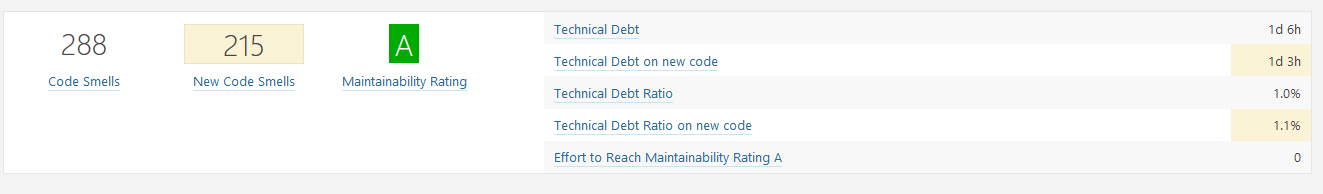 288
215
A
Code Smells
New Code Smells
Maintainability Rating
Technical Debt 1d 6h
Technical Debt on new code 1d 3h
Technical Debt Ratio 1.0%
Technical Debt Ratio on new code 1.1%
Effort to Reach Maintainability Rating A 0